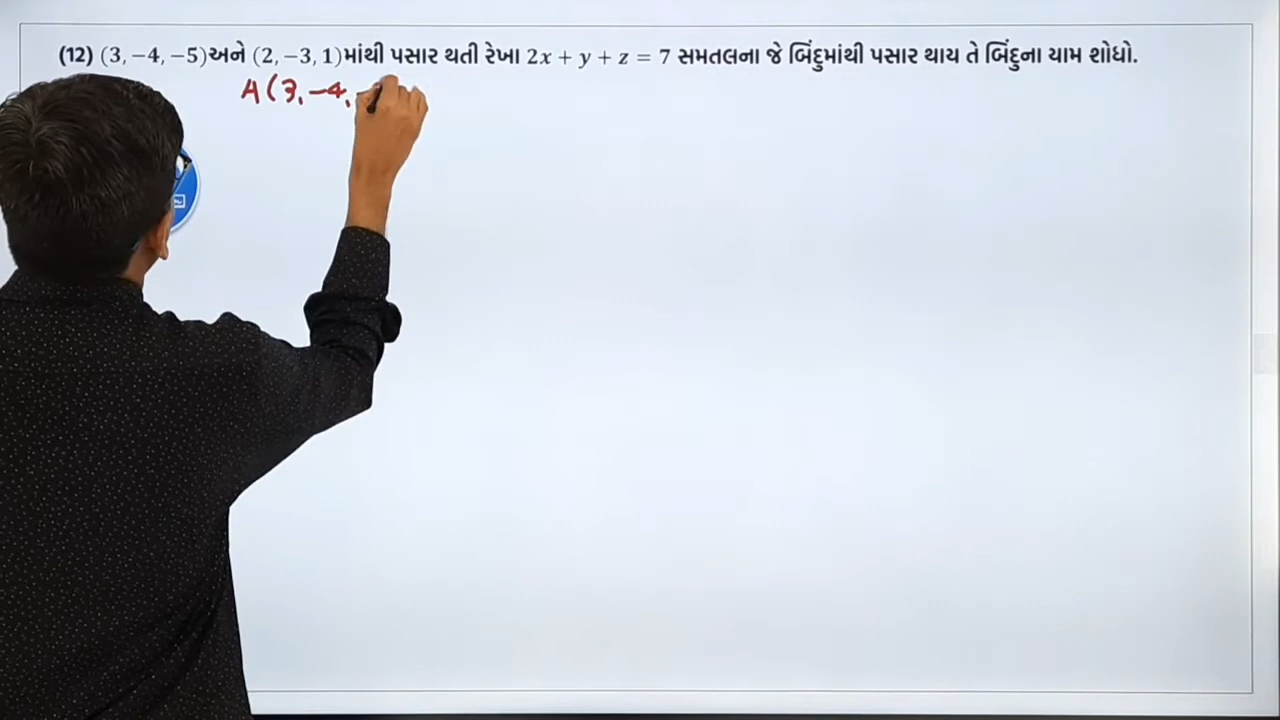 (12) (3, −4, −5)અને (2, −3, 1)માંથી પસાર થતી રેખા 2x + y + z = 7 સમતલના જે બિંદુમાંથી પસાર થાય તે બિંદુના યામ શોધો.
A(3, −4, −